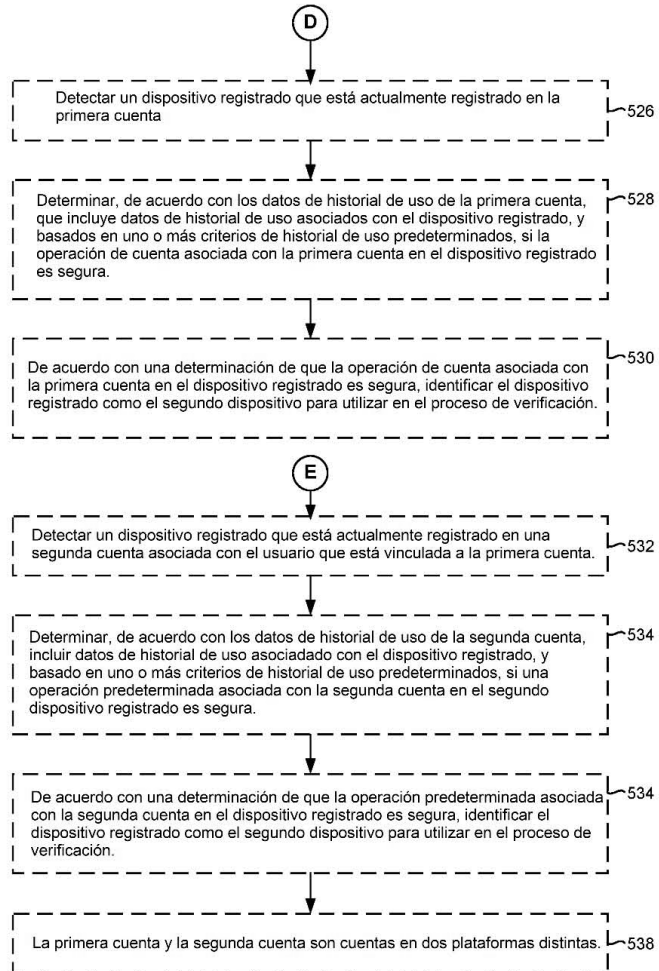 D
Detectar un dispositivo registrado que está actualmente registrado en la
primera cuenta
526
Determinar, de acuerdo con los datos de historial de uso de la primera cuenta,
que incluye datos de historial de uso asociados con el dispositivo registrado, y
basados en uno o más criterios de historial de uso predeterminados, si la
operación de cuenta asociada con la primera cuenta en el dispositivo registrado
es segura.
528
De acuerdo con una determinación de que la operación de cuenta asociada con
la primera cuenta en el dispositivo registrado es segura, identificar el dispositivo
registrado como el segundo dispositivo para utilizar en el proceso de verificación.
530
E
Detectar un dispositivo registrado que está actualmente registrado en una
segunda cuenta asociada con el usuario que está vinculada a la primera cuenta.
532
Determinar, de acuerdo con los datos de historial de uso de la segunda cuenta,
incluir datos de historial de uso asociadado con el dispositivo registrado, y
basado en uno o más criterios de historial de uso predeterminados, si una
operación predeterminada asociada con la segunda cuenta en el segundo
dispositivo registrado es segura.
534
De acuerdo con una determinación de que la operación predeterminada asociada
con la segunda cuenta en el dispositivo registrado es segura, identificar el
dispositivo registrado como el segundo dispositivo para utilizar en el proceso de
verificación.
534
La primera cuenta y la segunda cuenta son cuentas en dos plataformas distintas.
538